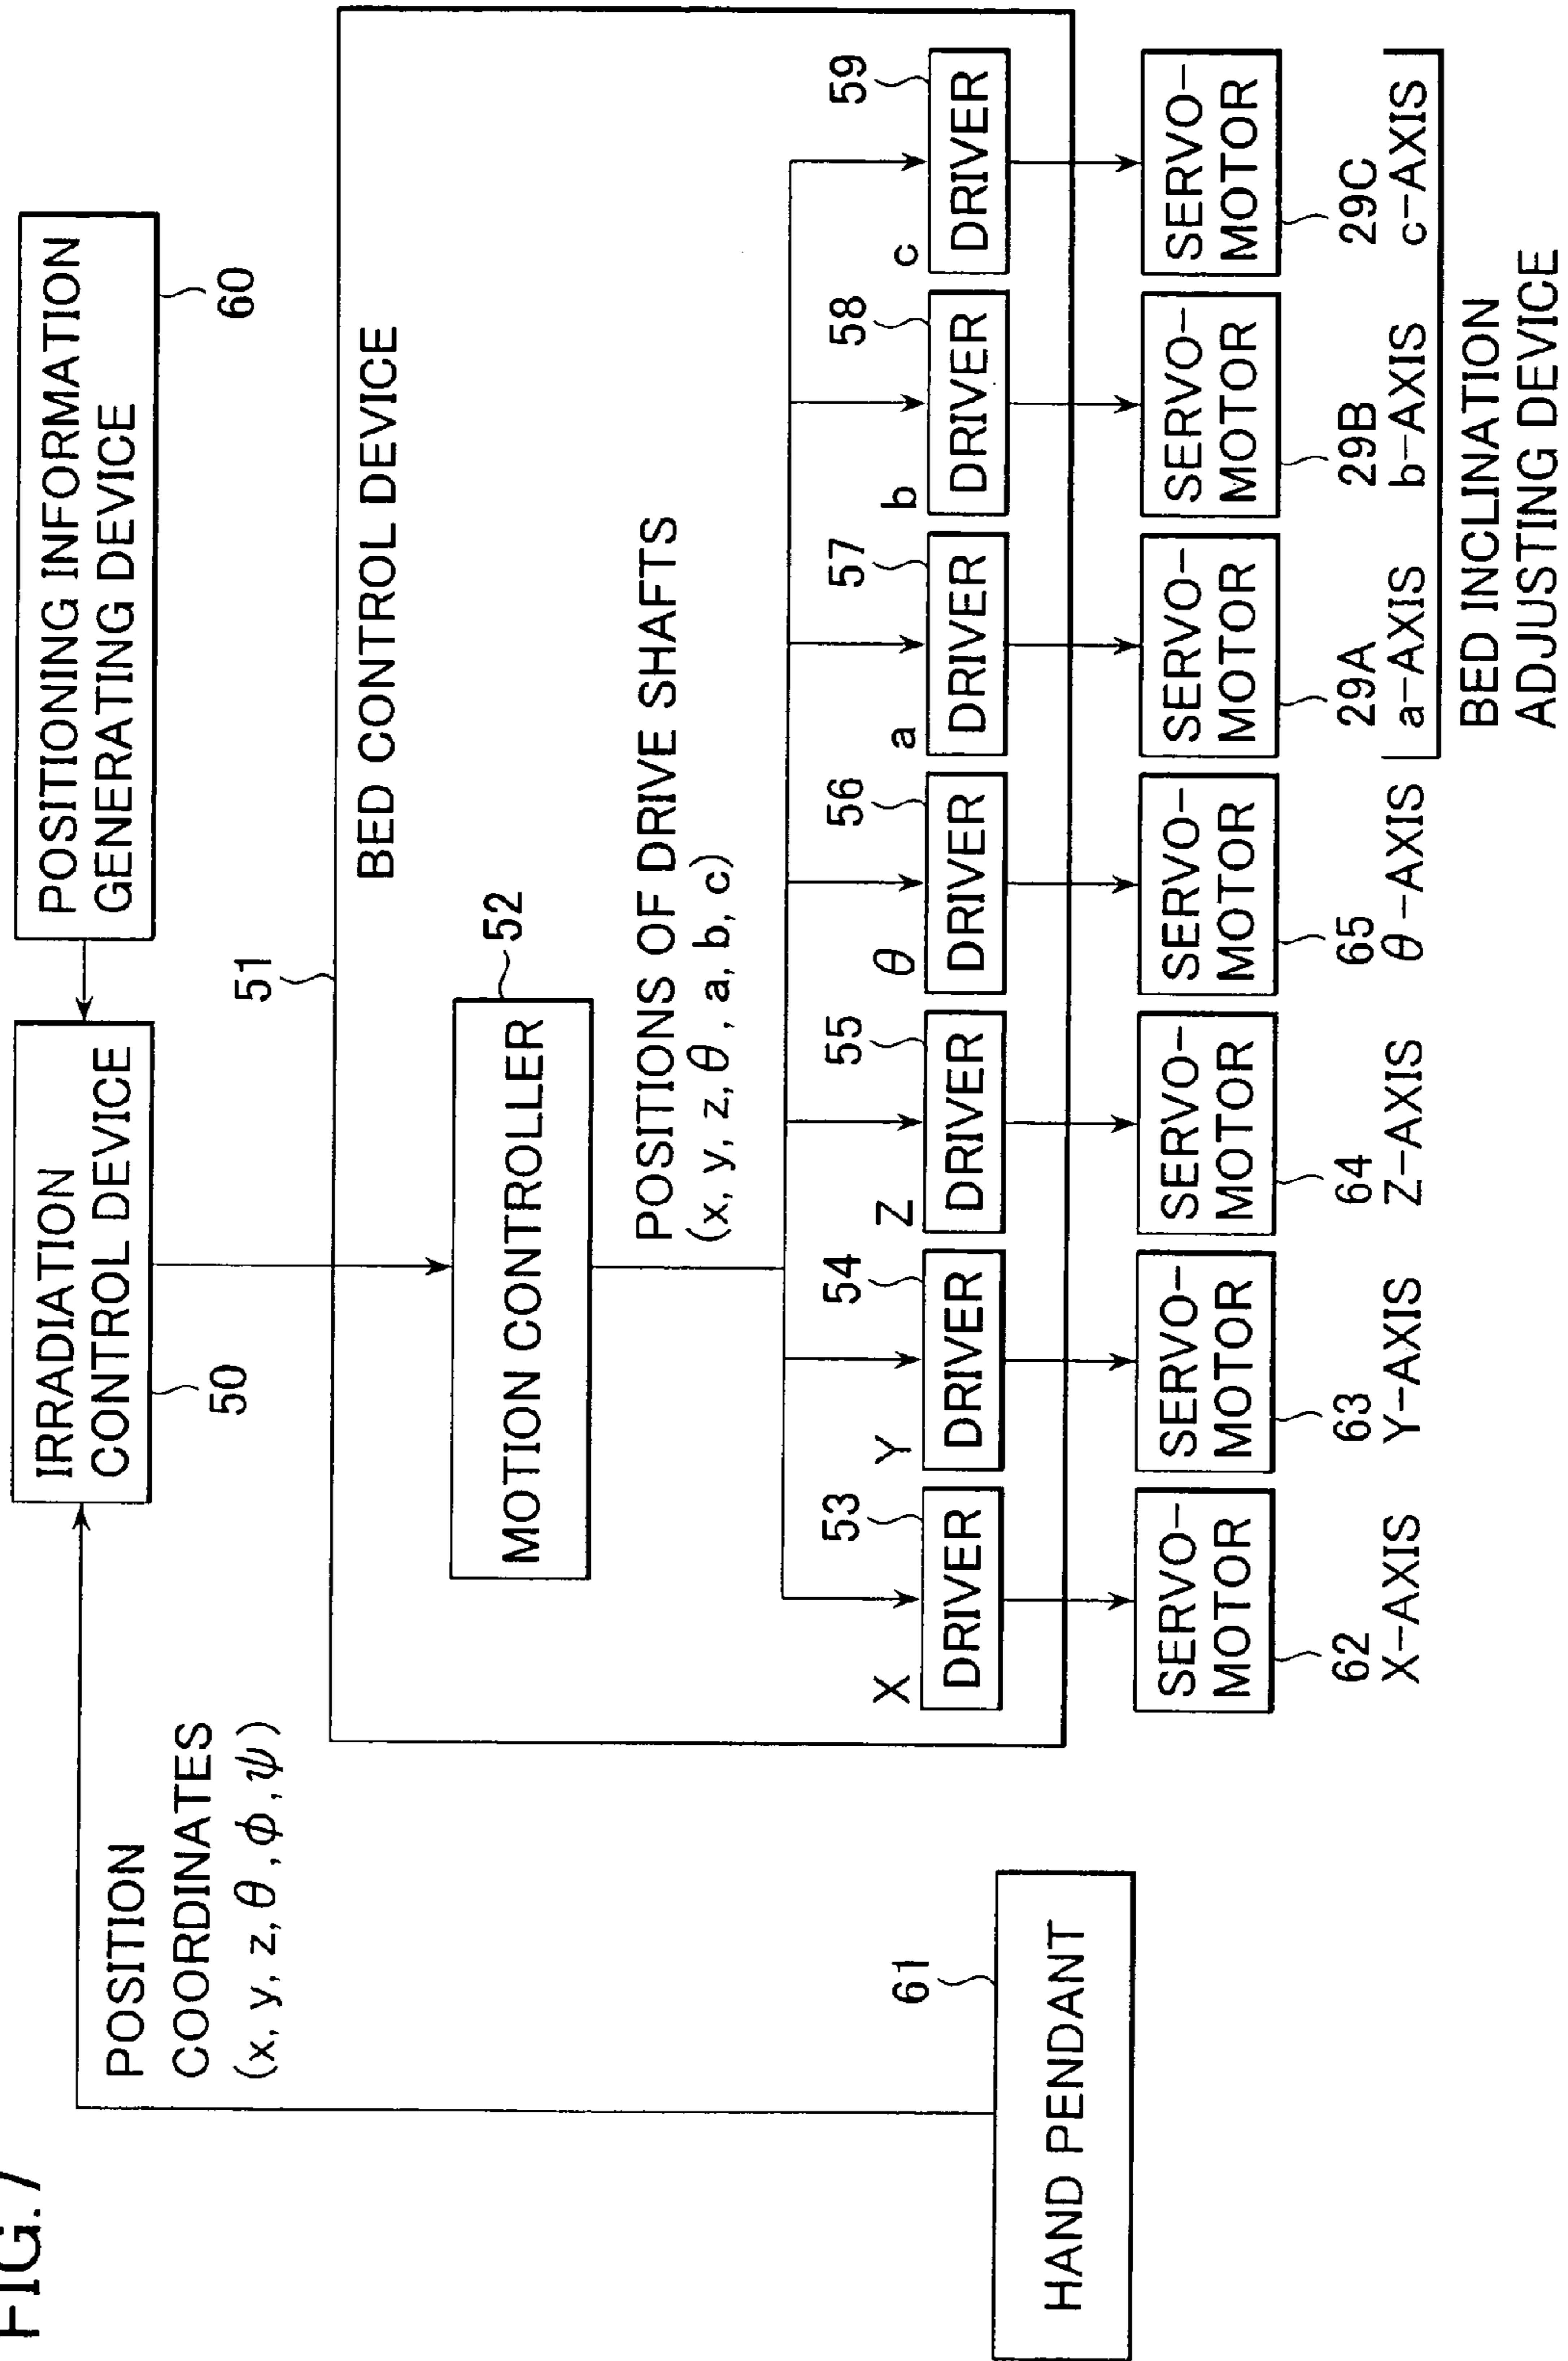 FIG. 7
POSITIONING INFORMATION
GENERATING DEVICE
60
IRRADIATION
CONTROL DEVICE
50
POSITION
COORDINATES
(x, y, z, θ, ϕ, ψ)
51
BED CONTROL DEVICE
52
MOTION CONTROLLER
POSITIONS OF DRIVE SHAFTS
(x, y, z, θ, a, b, c)
X
53
DRIVER
Y
54
DRIVER
Z
55
DRIVER
θ
56
DRIVER
a
57
DRIVER
b
58
DRIVER
c
59
DRIVER
61
HAND PENDANT
SERVO-
MOTOR
62
X-AXIS
SERVO-
MOTOR
63
Y-AXIS
SERVO-
MOTOR
64
Z-AXIS
SERVO-
MOTOR
65
θ-AXIS
SERVO-
MOTOR
29A
a-AXIS
SERVO-
MOTOR
29B
b-AXIS
SERVO-
MOTOR
29C
c-AXIS
BED INCLINATION
ADJUSTING DEVICE